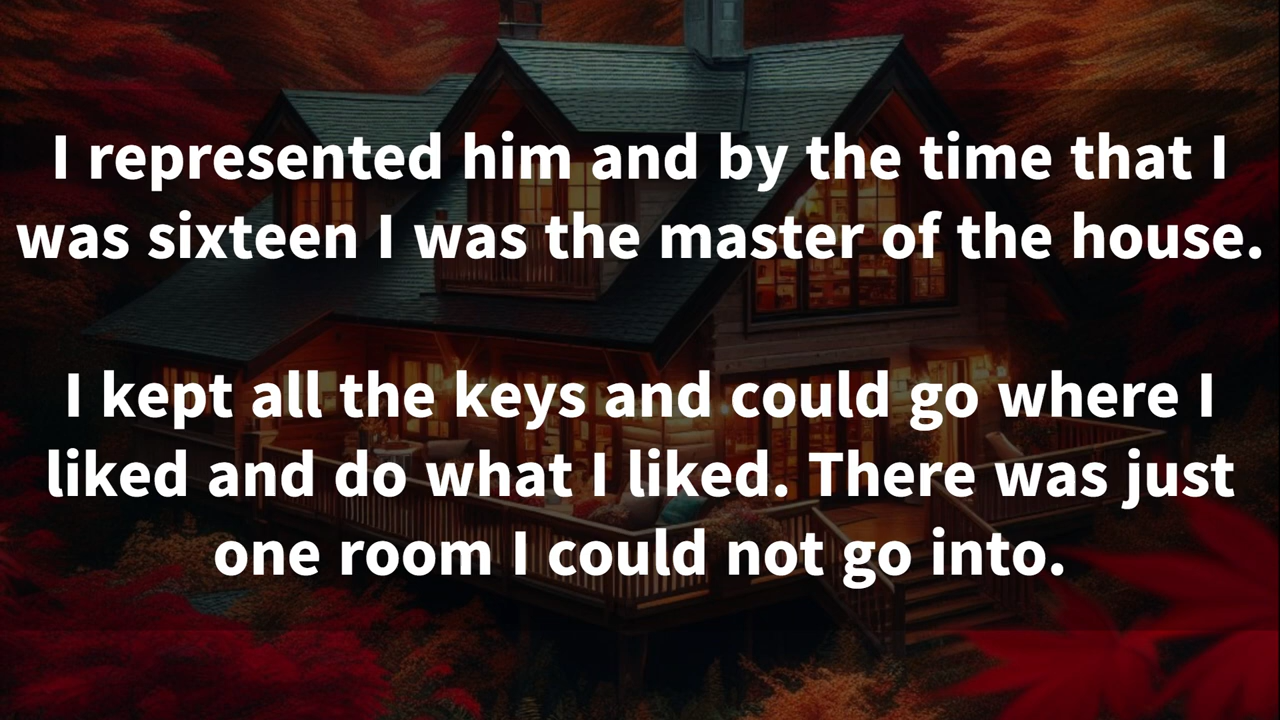 I represented him and by the time that I
was sixteen I was the master of the house.
I kept all the keys and could go where I
liked and do what I liked. There was just
one room I could not go into.